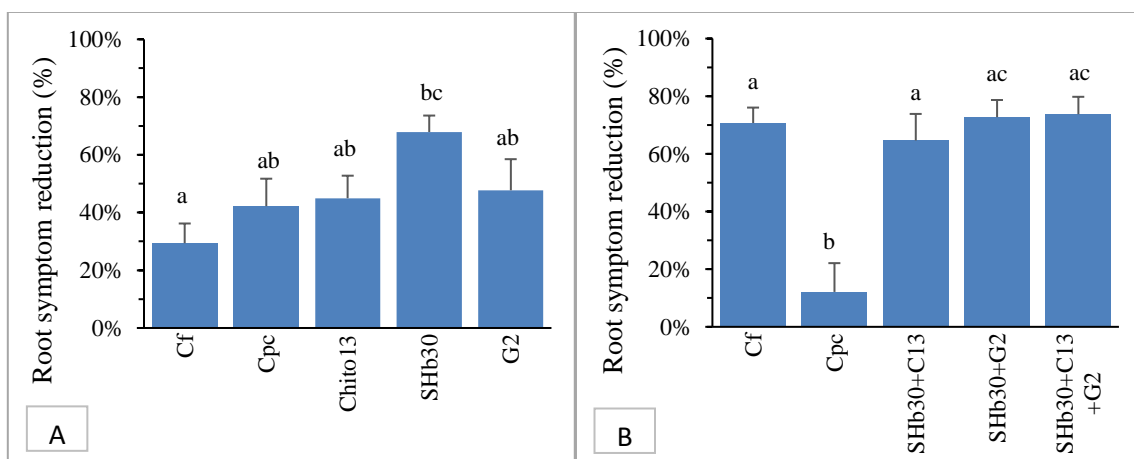 Root symptom reduction (%)
100%
80%
60%
40%
20%
0%
a
ab
ab
bc
ab
Cf
Cpc
Chito13
SHb30
G2
A
Root symptom reduction (%)
100%
80%
60%
40%
20%
0%
a
b
a
ac
ac
Cf
Cpc
SHb30+C13
SHb30+G2
SHb30+C13
+G2
B